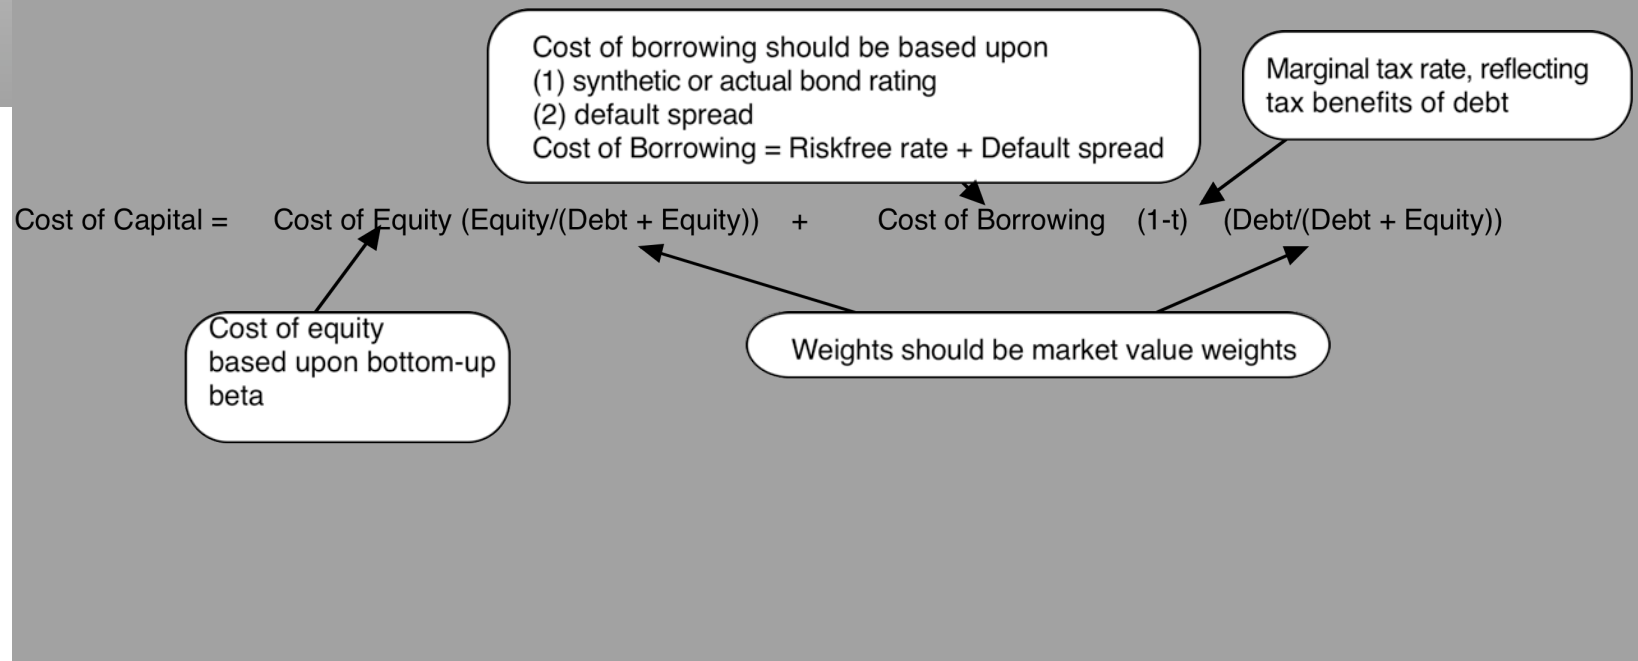 Cost of borrowing should be based upon
(1) synthetic or actual bond rating
(2) default spread
Cost of Borrowing = Riskfree rate + Default spread
Marginal tax rate, reflecting
tax benefits of debt
Cost of Capital = Cost of Equity (Equity/(Debt + Equity)) + Cost of Borrowing (1-t) (Debt/(Debt + Equity))
Cost of equity
based upon bottom-up
beta
Weights should be market value weights